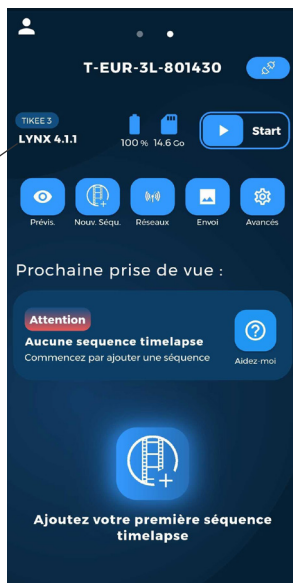 T-EUR-3L-801430
TIKEE 3
LYNX 4.1.1
100 % 14.6 Go
Start
Prévis. Nouv. Séqu. Réseaux Envoi Avancés
Prochaine prise de vue :
Attention
Aucune sequence timelapse
Commencez par ajouter une séquence
Aidez-moi
Ajoutez votre première séquence
timelapse